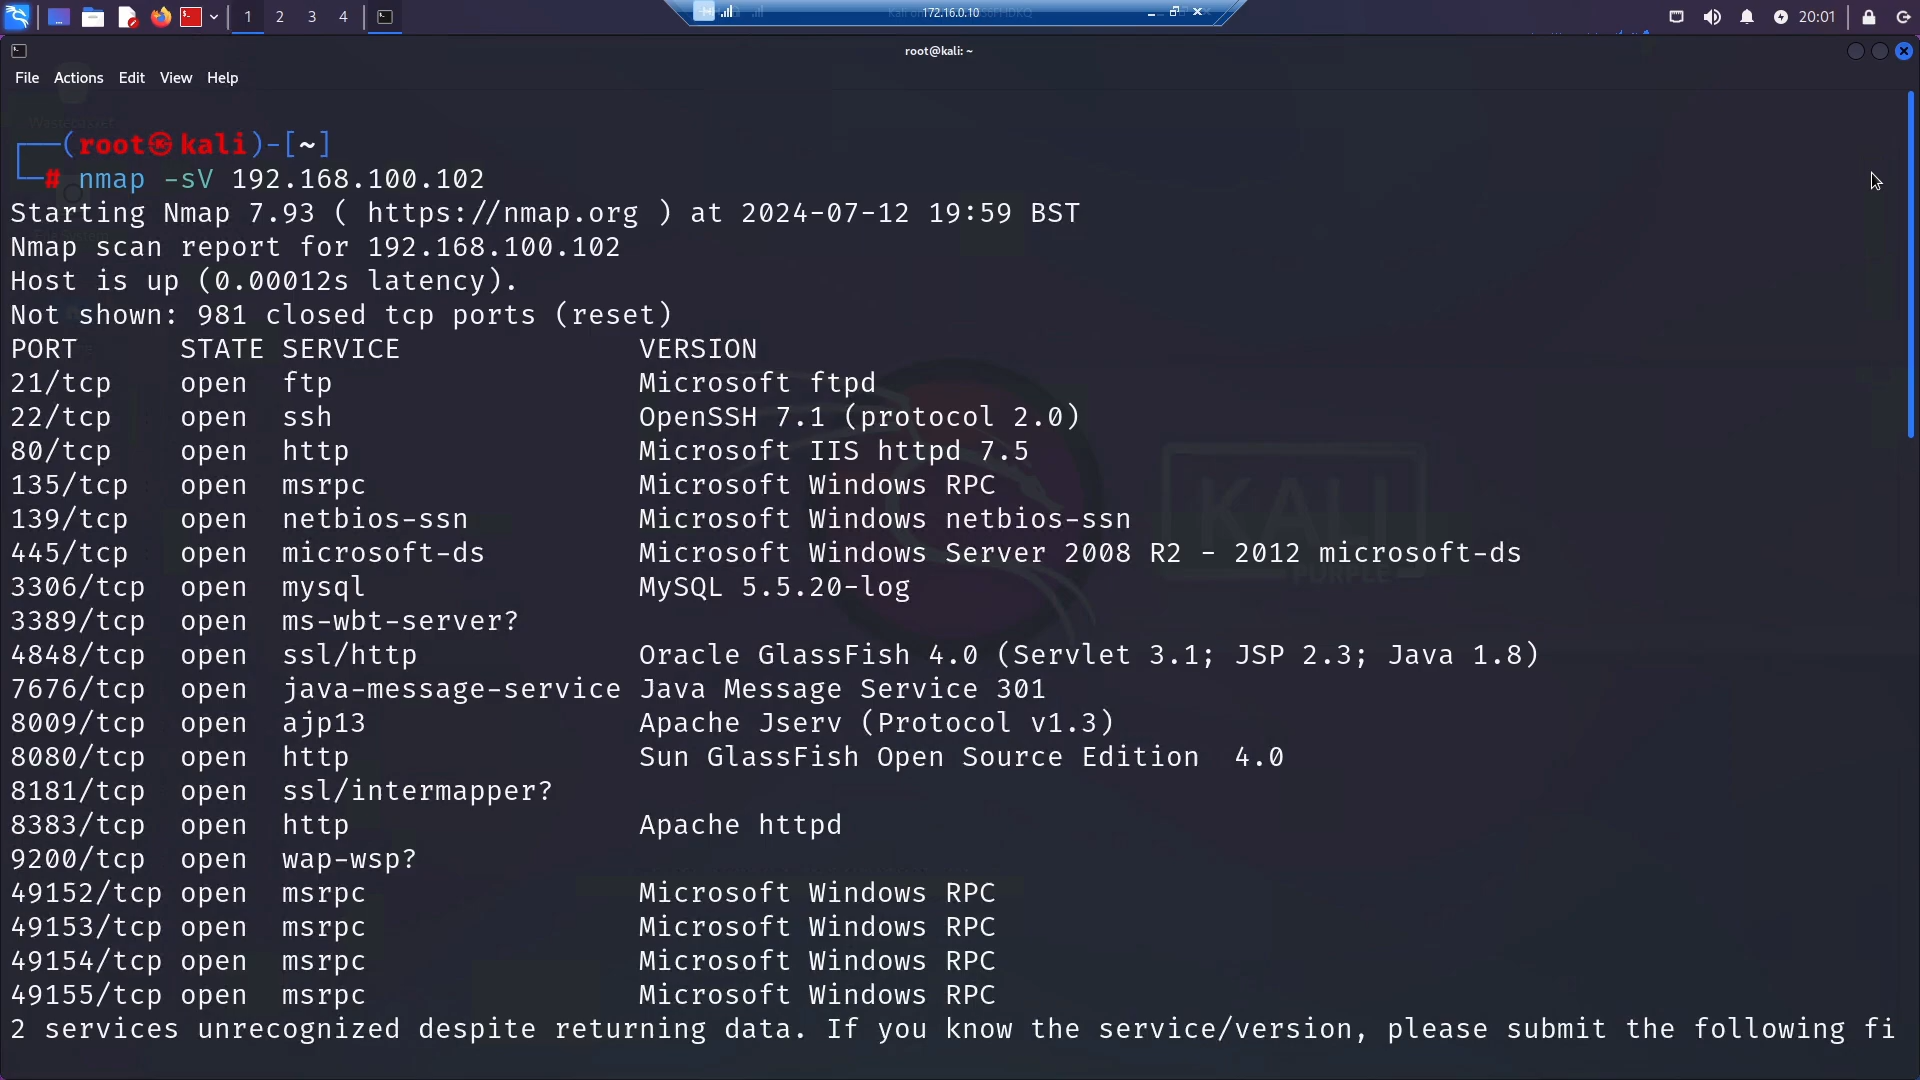 1 2 3 4
172.16.0.10
20:01
root@kali: ~
File Actions Edit View Help
(root㉿kali)-[~]
# nmap -sV 192.168.100.102
Starting Nmap 7.93 ( https://nmap.org ) at 2024-07-12 19:59 BST
Nmap scan report for 192.168.100.102
Host is up (0.00012s latency).
Not shown: 981 closed tcp ports (reset)
PORT STATE SERVICE VERSION
21/tcp open ftp Microsoft ftpd
22/tcp open ssh OpenSSH 7.1 (protocol 2.0)
80/tcp open http Microsoft IIS httpd 7.5
135/tcp open msrpc Microsoft Windows RPC
139/tcp open netbios-ssn Microsoft Windows netbios-ssn
445/tcp open microsoft-ds Microsoft Windows Server 2008 R2 - 2012 microsoft-ds
3306/tcp open mysql MySQL 5.5.20-log
3389/tcp open ms-wbt-server?
4848/tcp open ssl/http Oracle GlassFish 4.0 (Servlet 3.1; JSP 2.3; Java 1.8)
7676/tcp open java-message-service Java Message Service 301
8009/tcp open ajp13 Apache Jserv (Protocol v1.3)
8080/tcp open http Sun GlassFish Open Source Edition  4.0
8181/tcp open ssl/intermapper?
8383/tcp open http Apache httpd
9200/tcp open wap-wsp?
49152/tcp open msrpc Microsoft Windows RPC
49153/tcp open msrpc Microsoft Windows RPC
49154/tcp open msrpc Microsoft Windows RPC
49155/tcp open msrpc Microsoft Windows RPC
2 services unrecognized despite returning data. If you know the service/version, please submit the following fi
KALI
PURPLE